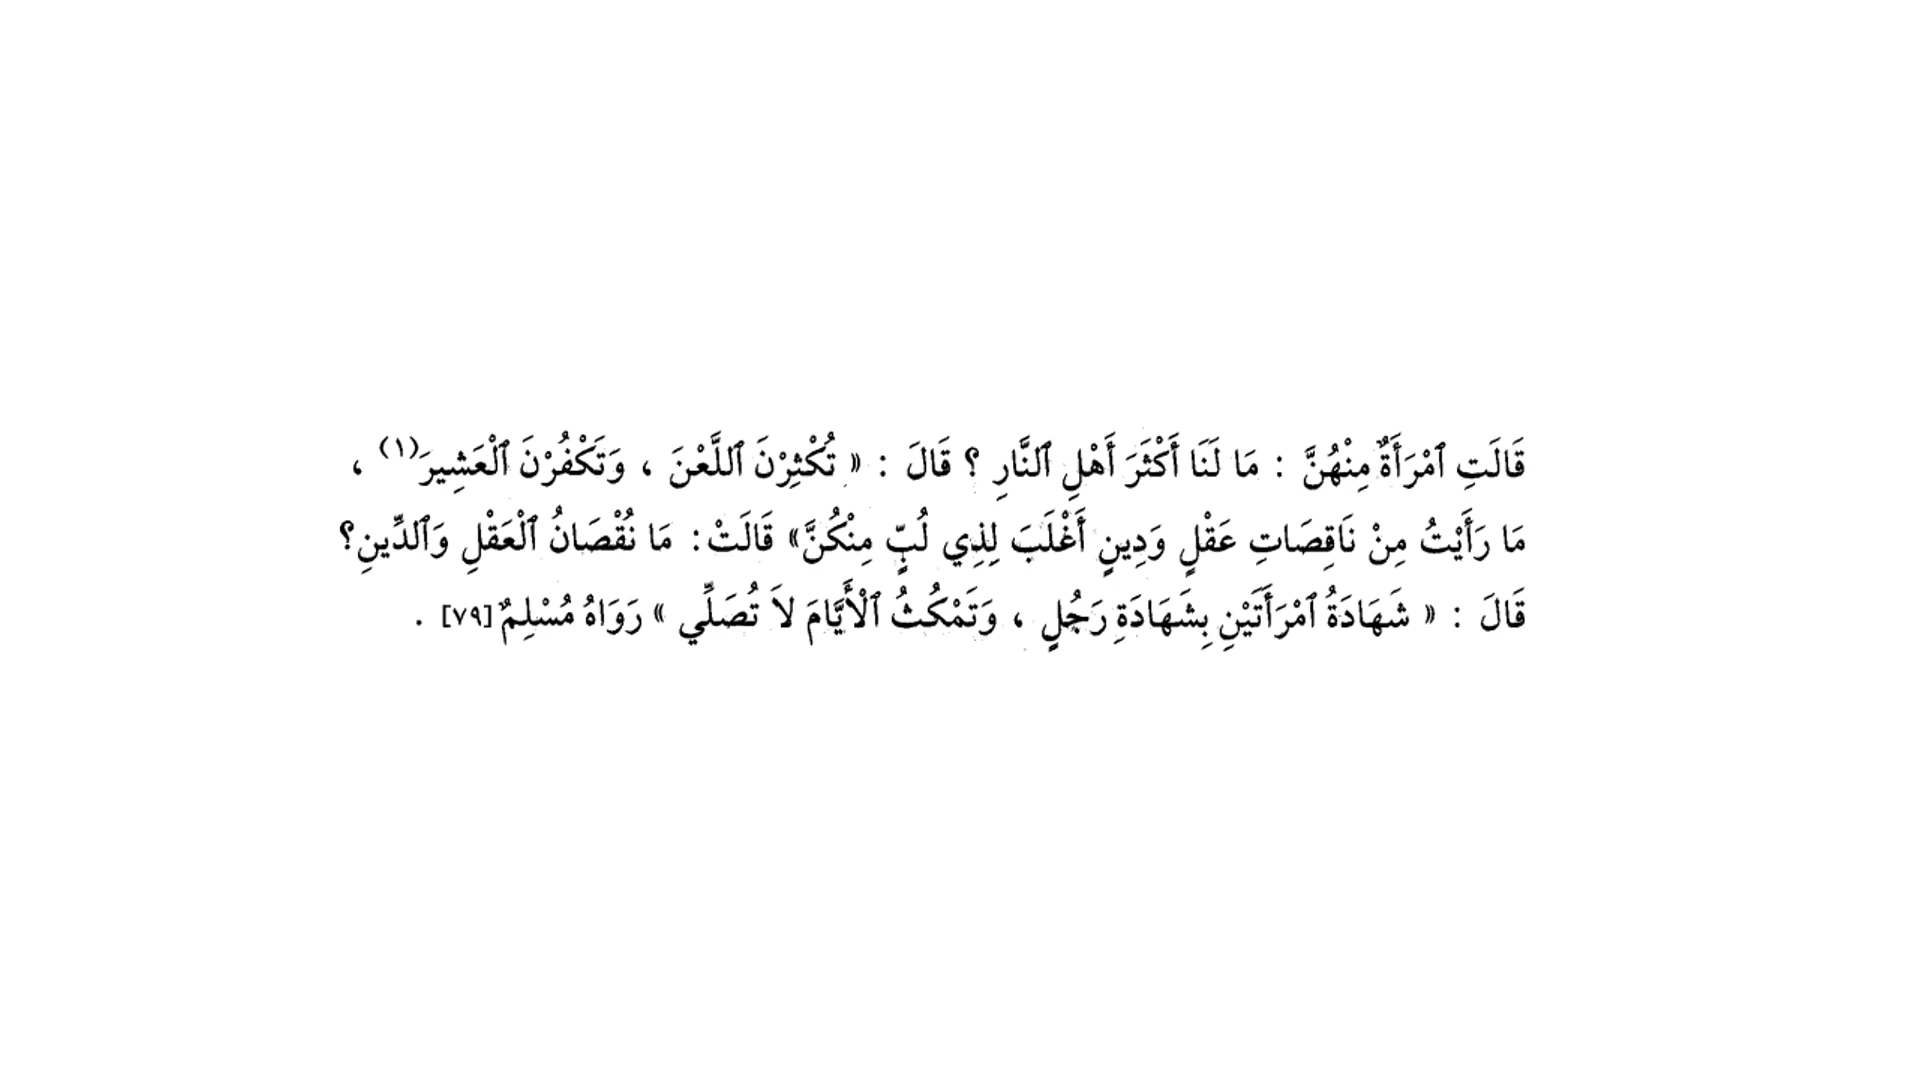 قَالَتِ ٱمْرَأَةٌ مِنْهُنَّ : مَا لَنَا أَكْثَرَ أَهْلِ ٱلنَّارِ ؟ قَالَ : « تُكْثِرْنَ ٱللَّعْنَ ، وَتَكْفُرْنَ ٱلْعَشِيرَ(١) ،
مَا رَأَيْتُ مِنْ نَاقِصَاتِ عَقْلٍ وَدِينٍ أَغْلَبَ لِذِي لُبٍّ مِنْكُنَّ» قَالَتْ : مَا نُقْصَانُ ٱلْعَقْلِ وَٱلدِّينِ؟
قَالَ : « شَهَادَةُ ٱمْرَأَتَيْنِ بِشَهَادَةِ رَجُلٍ ، وَتَمْكُثُ ٱلْأَيَّامَ لاَ تُصَلِّي » رَوَاهُ مُسْلِمٌ [٧٩] .